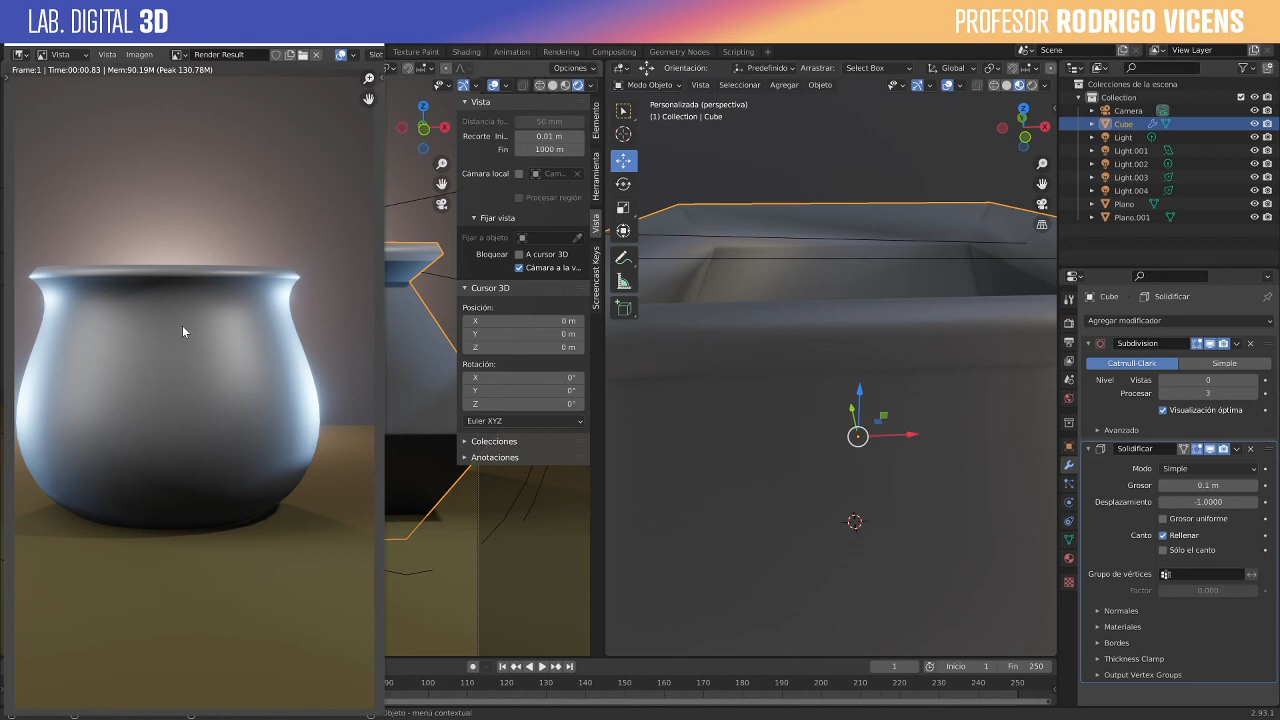 LAB. DIGITAL 3D
PROFESOR RODRIGO VICENS
Vista
Vista
Imagen
Render Result
Slot
Texture Paint
Shading
Animation
Rendering
Compositing
Geometry Nodes
Scripting
+
Scene
View Layer
Frame:1 | Time:00:00.83 | Mem:90.19M (Peak 130.78M)
Opciones
Orientación:
Predefinido
Arrastrar:
Select Box
Global
Modo Objeto
Vista
Seleccionar
Agregar
Objeto
Personalizada (perspectiva)
(1) Collection | Cube
Vista
Distancia fo...
50 mm
Recorte Ini...
0.01 m
Fin
1000 m
Cámara local
Cam...
Procesar región
Fijar vista
Fijar a objeto
Bloquear
A cursor 3D
Cámara a la v...
Cursor 3D
Posición:
X 0 m
Y 0 m
Z 0 m
Rotación:
X 0°
Y 0°
Z 0°
Euler XYZ
Colecciones
Anotaciones
Elemento
Herramienta
Vista
Screencast Keys
Z
X
Z
X
Colecciones de la escena
Collection
Camera
Cube
Light
Light.001
Light.002
Light.003
Light.004
Plano
Plano.001
Cube
Solidificar
Agregar modificador
Subdivision
Catmull-Clark
Simple
Nivel Vistas 0
Procesar 3
Visualización óptima
Avanzado
Solidificar
Modo Simple
Grosor 0.1 m
Desplazamiento -1.0000
Grosor uniforme
Canto Rellenar
Sólo el canto
Grupo de vértices
Factor 0.000
Normales
Materiales
Bordes
Thickness Clamp
Output Vertex Groups
1
Inicio 1
Fin 250
90 100 110 120 130 140 150 160 170 180 190 200 210 220 230 240 250
Objeto - menú contextual
2.93.1